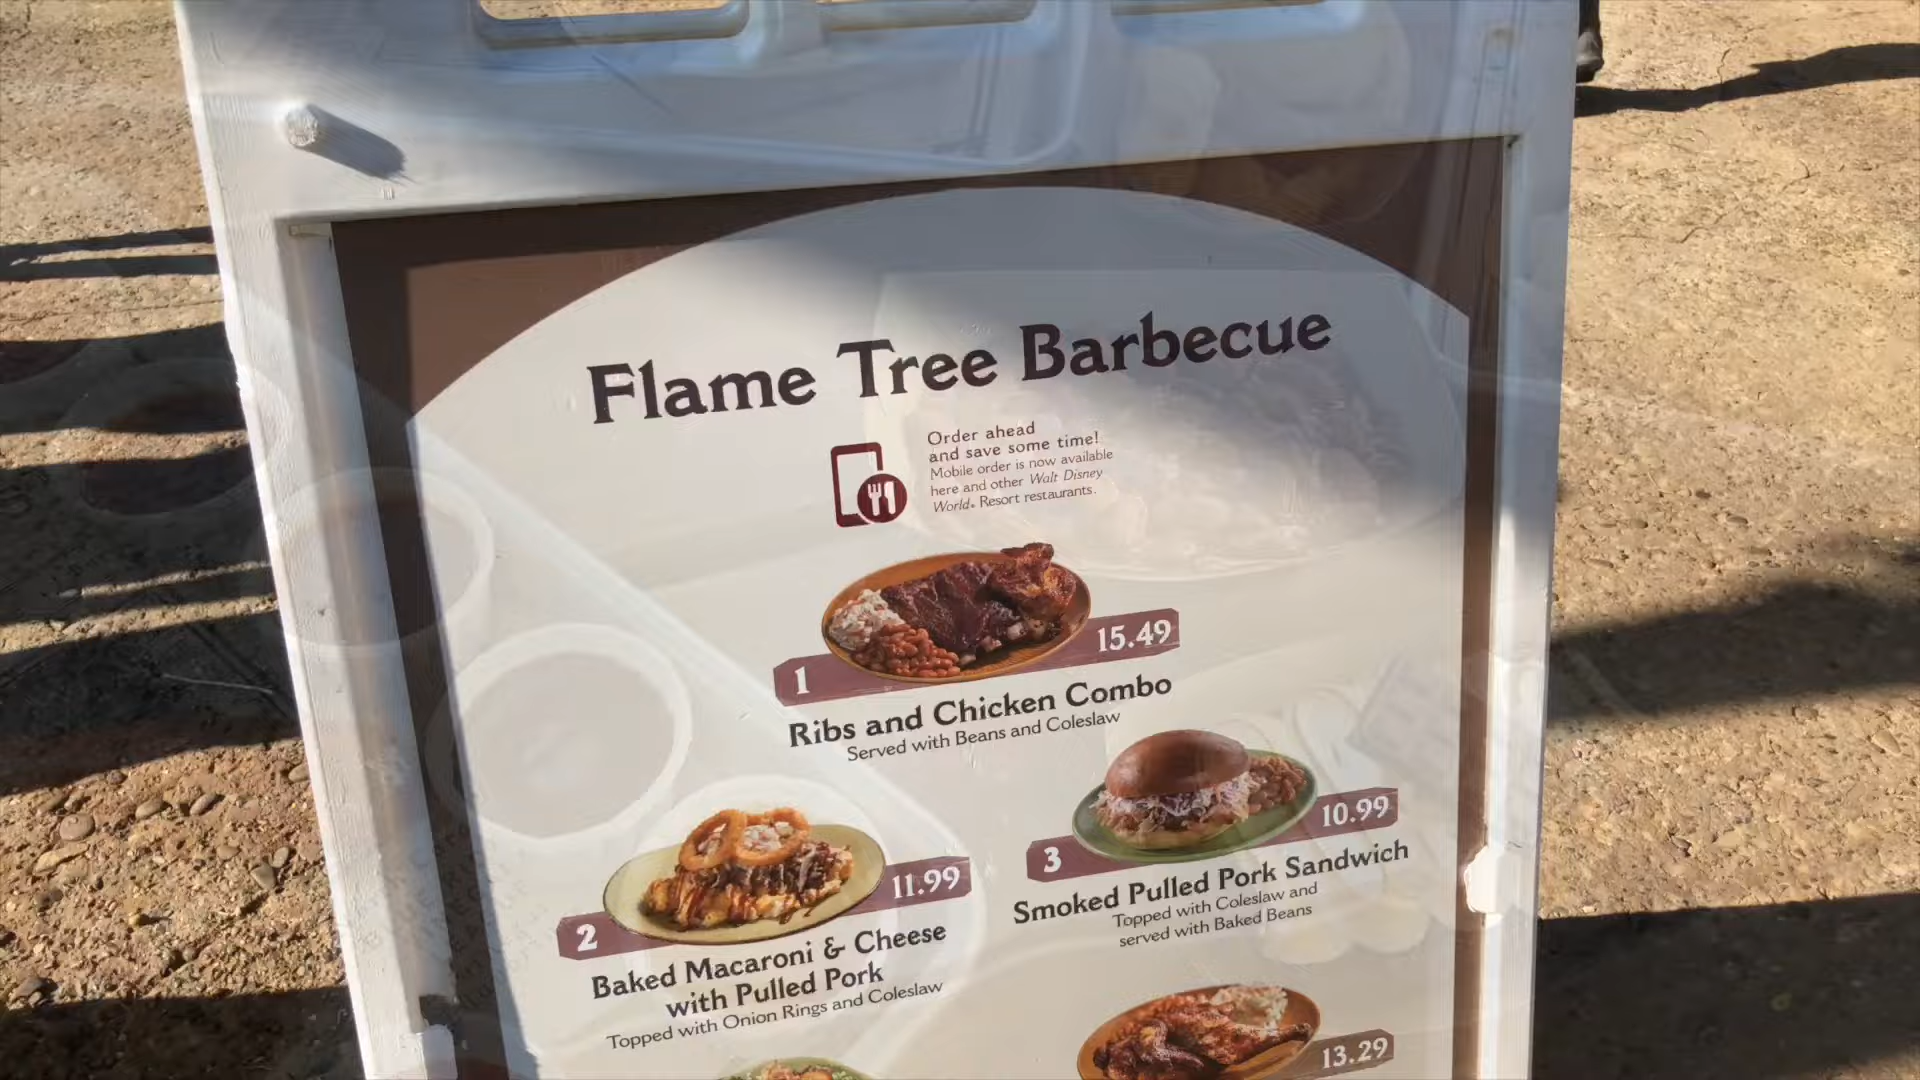 Flame Tree Barbecue
Order ahead
and save some time!
Mobile order is now available
here and other Walt Disney
World® Resort restaurants.
1
15.49
Ribs and Chicken Combo
Served with Beans and Coleslaw
2
11.99
Baked Macaroni & Cheese
with Pulled Pork
Topped with Onion Rings and Coleslaw
3
10.99
Smoked Pulled Pork Sandwich
Topped with Coleslaw and
served with Baked Beans
13.29